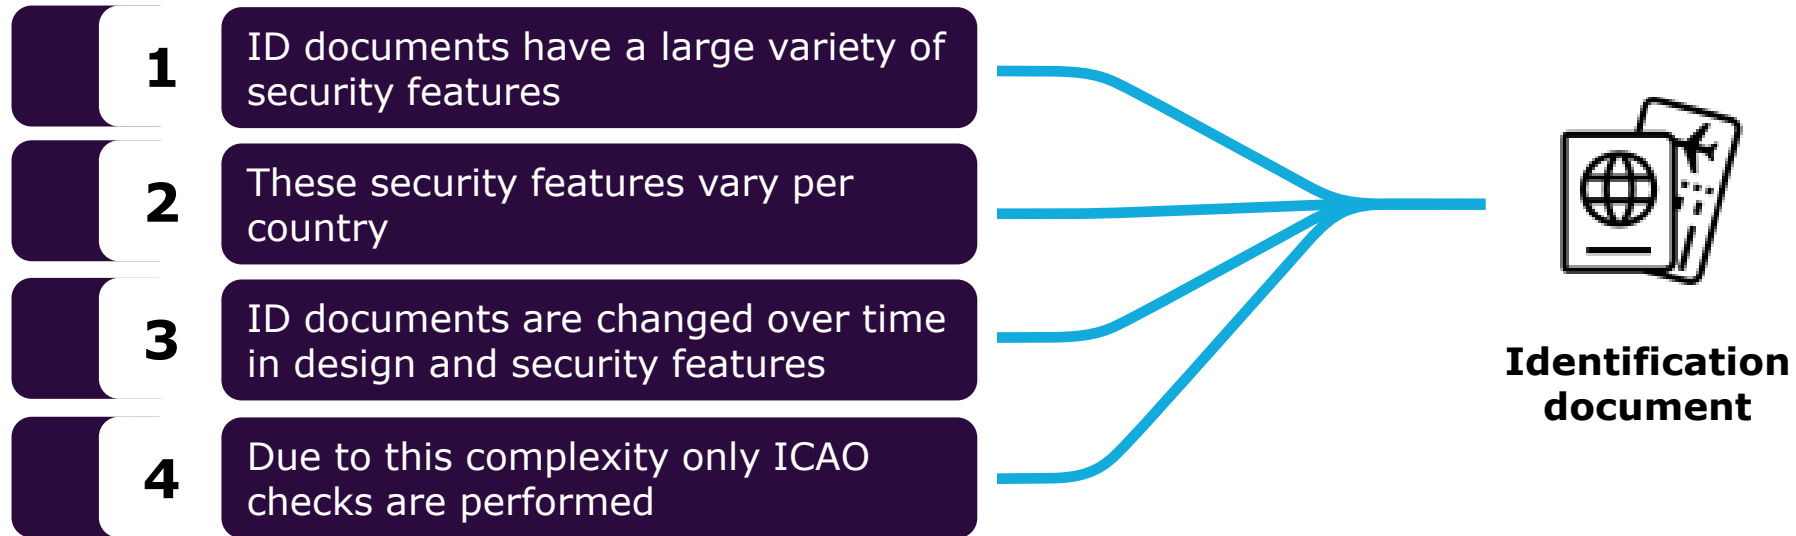 1
ID documents have a large variety of
security features
2
These security features vary per
country
3
ID documents are changed over time
in design and security features
4
Due to this complexity only ICAO
checks are performed
Identification
document